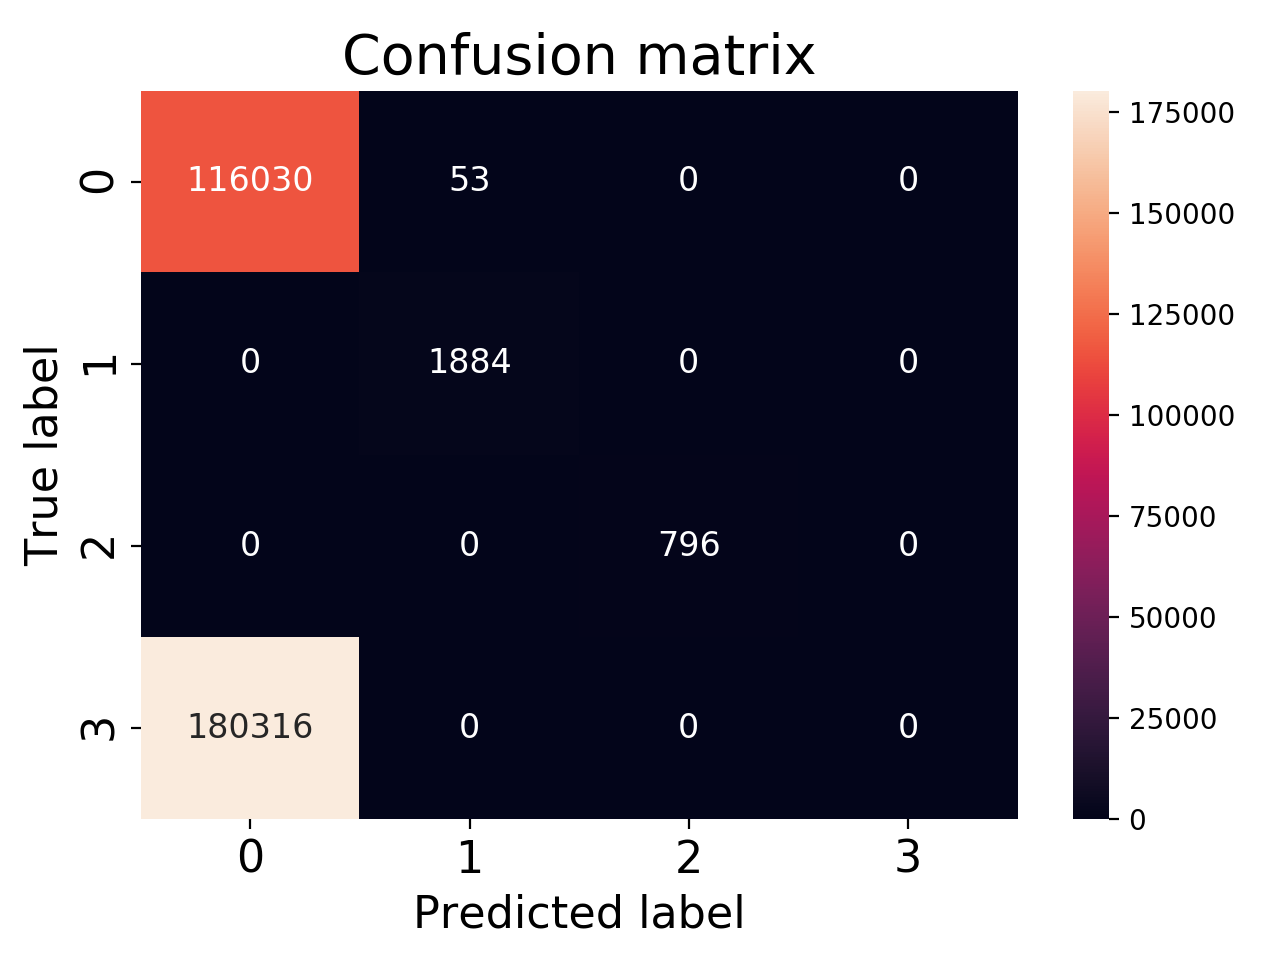 Confusion matrix
0 116030 53 0 0
1 0 1884 0 0
2 0 0 796 0
3 180316 0 0 0
0 1 2 3
True label
Predicted label
175000
150000
125000
100000
75000
50000
25000
0